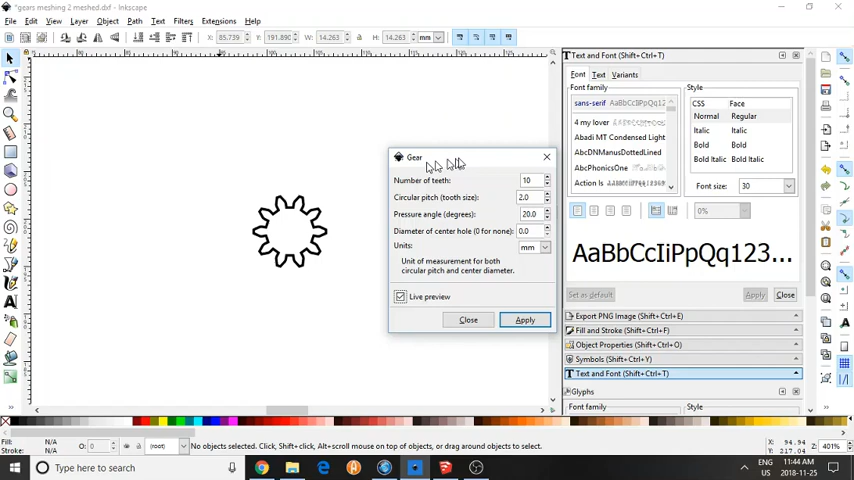 *gears meshing 2 meshed.dxf - Inkscape
File Edit View Layer Object Path Text Filters Extensions Help
X: 85.739 Y: 191.890 W: 14.263 H: 14.263 mm
Text and Font (Shift+Ctrl+T)
Font Text Variants
Font family
Style
sans-serif AaBbCcIiPpQq12
4 my lover
Abadi MT Condensed Light
AbcDNManusDottedLined
AbcPhonicsOne
Action Is
CSS Face
Normal Regular
Italic Italic
Bold Bold
Bold Italic Bold Italic
Font size: 30
0%
AaBbCcIiPpQq123...
Set as default Apply Close
Gear
Number of teeth: 10
Circular pitch (tooth size): 2.0
Pressure angle (degrees): 20.0
Diameter of center hole (0 for none): 0.0
Units: mm
Unit of measurement for both
circular pitch and center diameter.
Live preview
Close Apply
Export PNG Image (Shift+Ctrl+E)
Fill and Stroke (Shift+Ctrl+F)
Object Properties (Shift+Ctrl+O)
Symbols (Shift+Ctrl+Y)
Text and Font (Shift+Ctrl+T)
Glyphs
Font family: Font style:
Fill: N/A
Stroke: N/A
O: 0
(root)
No objects selected. Click, Shift+click, Alt+scroll mouse on top of objects, or drag around objects to select.
X: 94.94
Y: 217.04
Z: 401%
Type here to search
ENG
US
11:44 AM
2018-11-25